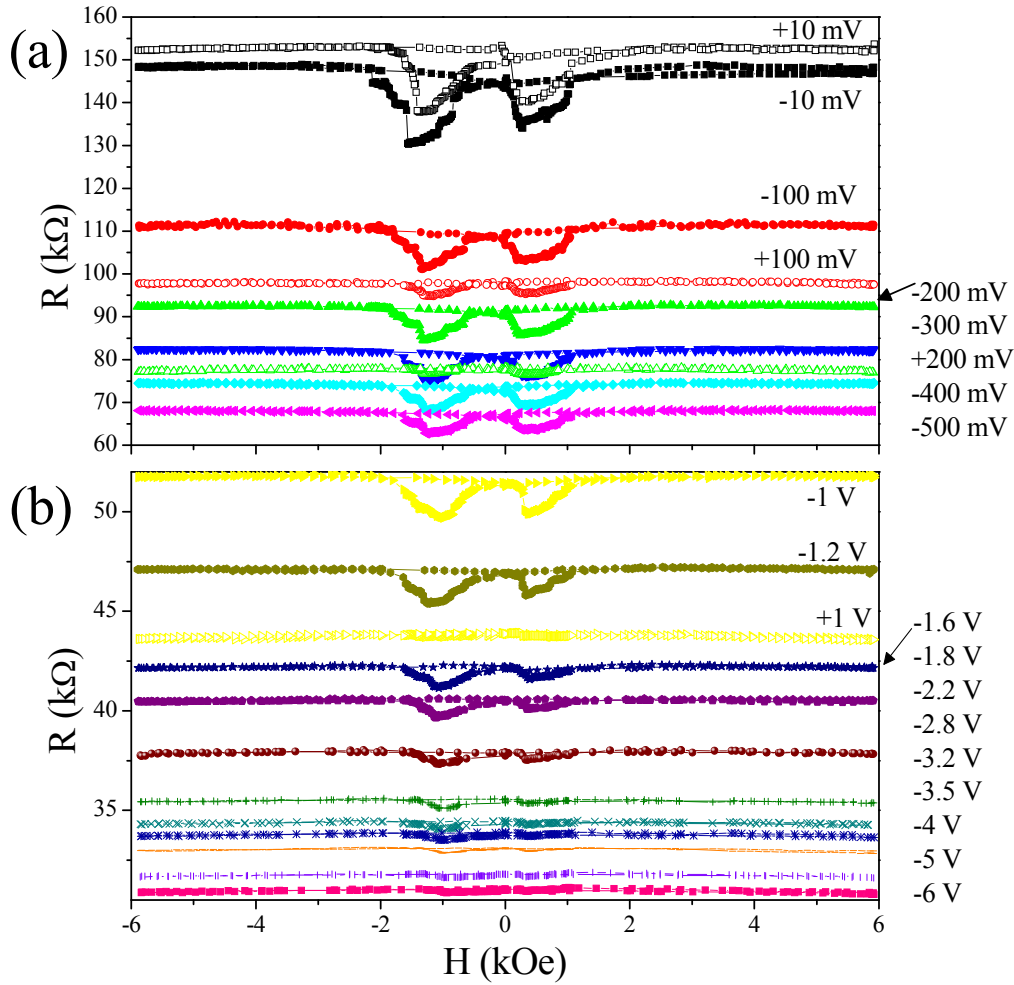 (a)
160
150
140
130
120
110
100
90
80
70
60
R (kΩ)
+10 mV
-10 mV
-100 mV
+100 mV
-200 mV
-300 mV
+200 mV
-400 mV
-500 mV
(b)
50
45
40
35
R (kΩ)
-1 V
-1.2 V
+1 V
-1.6 V
-1.8 V
-2.2 V
-2.8 V
-3.2 V
-3.5 V
-4 V
-5 V
-6 V
-6 -4 -2 0 2 4 6
H (kOe)